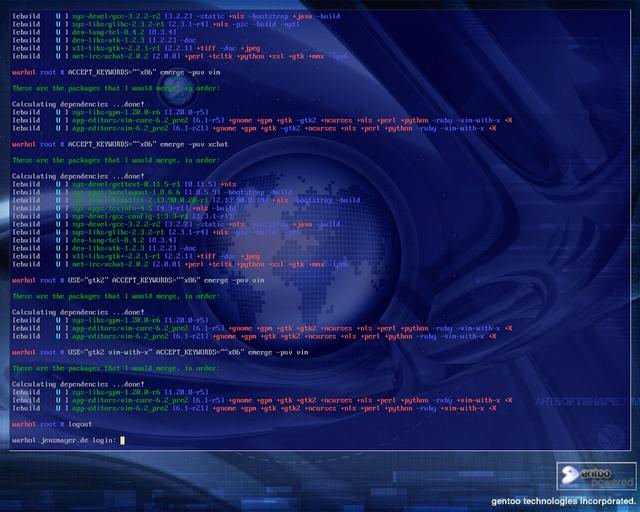 [ebuild    U ] sys-devel/gcc-3.2.2-r2 [3.2.2] -static +nls -bootstrap +java -build
[ebuild    U ] sys-libs/glibc-2.3.2-r1 [2.3.1-r4] +nls -pic -build -nptl
[ebuild    U ] dev-lang/tcl-8.4.2 [8.3.4]
[ebuild    U ] dev-libs/atk-1.2.3 [1.2.2] -doc
[ebuild    U ] x11-libs/gtk+-2.2.1-r1 [2.2.1] +tiff -doc +jpeg
[ebuild    U ] net-irc/xchat-2.0.2 [2.0.0] +perl +tcltk +python +ssl +gtk +mmx -ipv6
warhol root # ACCEPT_KEYWORDS="~x86" emerge -puv vim
These are the packages that I would merge, in order:
Calculating dependencies ...done!
[ebuild    U ] sys-libs/gpm-1.20.0-r6 [1.20.0-r5]
[ebuild    U ] app-editors/vim-core-6.2_pre2 [6.1-r5] +gnome +gpm +gtk -gtk2 +ncurses +nls +perl +python -ruby -vim-with-x +X
[ebuild    U ] app-editors/vim-6.2_pre2 [6.1-r21] +gnome +gpm +gtk -gtk2 +ncurses +nls +perl +python -ruby -vim-with-x +X
warhol root # ACCEPT_KEYWORDS="~x86" emerge -puv xchat
These are the packages that I would merge, in order:
Calculating dependencies ...done!
[ebuild    U ] sys-devel/gettext-0.11.5-r1 [0.11.5] +nls
[ebuild    U ] sys-apps/baselayout-1.8.6.6 [1.8.5.9] -bootstrap -build
[ebuild    U ] sys-devel/binutils-2.13.90.0.20-r1 +nls -bootstrap -build
[ebuild    U ] sys-apps/texinfo-4.5 [4.3-r1] +nls -build
[ebuild    U ] sys-devel/gcc-config-1.3.3-r1 [1.3.1-r1]
[ebuild    U ] sys-devel/gcc-3.2.2-r2 [3.2.2] -static +nls -bootstrap +java -build
[ebuild    U ] sys-libs/glibc-2.3.2-r1 [2.3.1-r4] +nls -pic -build -nptl
[ebuild    U ] dev-lang/tcl-8.4.2 [8.3.4]
[ebuild    U ] dev-libs/atk-1.2.3 [1.2.2] -doc
[ebuild    U ] x11-libs/gtk+-2.2.1-r1 [2.2.1] +tiff -doc +jpeg
[ebuild    U ] net-irc/xchat-2.0.2 [2.0.0] +perl +tcltk +python +ssl +gtk +mmx -ipv6
warhol root # USE="gtk2" ACCEPT_KEYWORDS="~x86" emerge -puv vim
These are the packages that I would merge, in order:
Calculating dependencies ...done!
[ebuild    U ] sys-libs/gpm-1.20.0-r6 [1.20.0-r5]
[ebuild    U ] app-editors/vim-core-6.2_pre2 [6.1-r5] +gnome +gpm +gtk +gtk2 +ncurses +nls +perl +python -ruby -vim-with-x +X
[ebuild    U ] app-editors/vim-6.2_pre2 [6.1-r21] +gnome +gpm +gtk +gtk2 +ncurses +nls +perl +python -ruby -vim-with-x +X
warhol root # USE="gtk2 vim-with-x" ACCEPT_KEYWORDS="~x86" emerge -puv vim
These are the packages that I would merge, in order:
Calculating dependencies ...done!
[ebuild    U ] sys-libs/gpm-1.20.0-r6 [1.20.0-r5]
[ebuild    U ] app-editors/vim-core-6.2_pre2 [6.1-r5] +gnome +gpm +gtk +gtk2 +ncurses +nls +perl +python -ruby +vim-with-x +X
[ebuild    U ] app-editors/vim-6.2_pre2 [6.1-r21] +gnome +gpm +gtk +gtk2 +ncurses +nls +perl +python -ruby +vim-with-x +X
ARTSOFTSHAPE.COM
warhol root # logout
warhol.jensmayer.de login:
gentoo
powered
gentoo technologies incorporated.